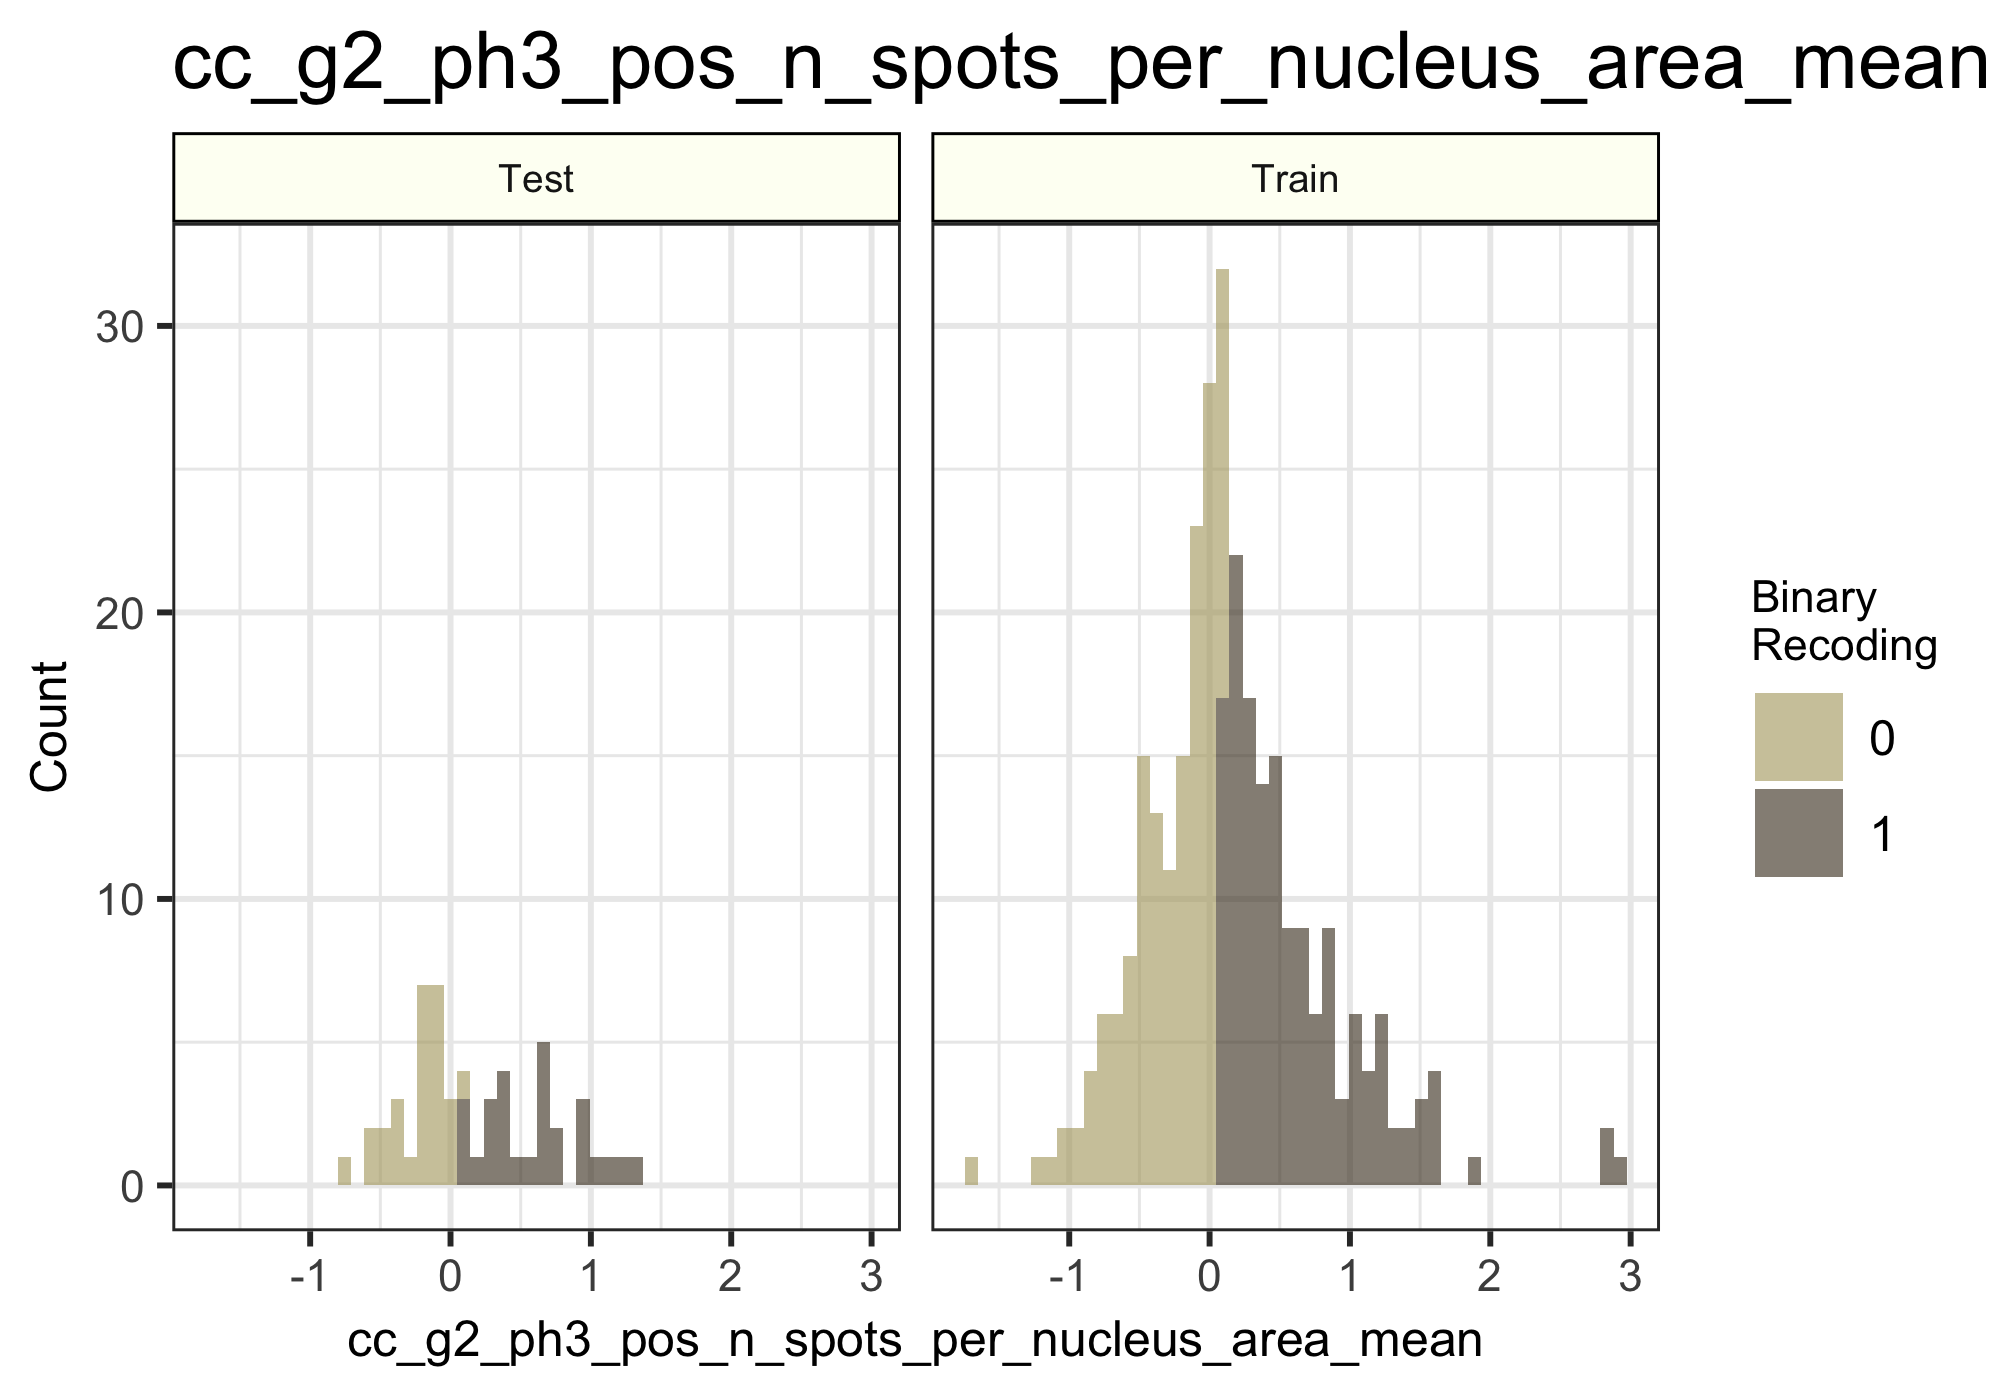 cc_g2_ph3_pos_n_spots_per_nucleus_area_mean
Test
Train
30
20
10
0
Count
-1 0 1 2 3
-1 0 1 2 3
cc_g2_ph3_pos_n_spots_per_nucleus_area_mean
Binary
Recoding
0
1